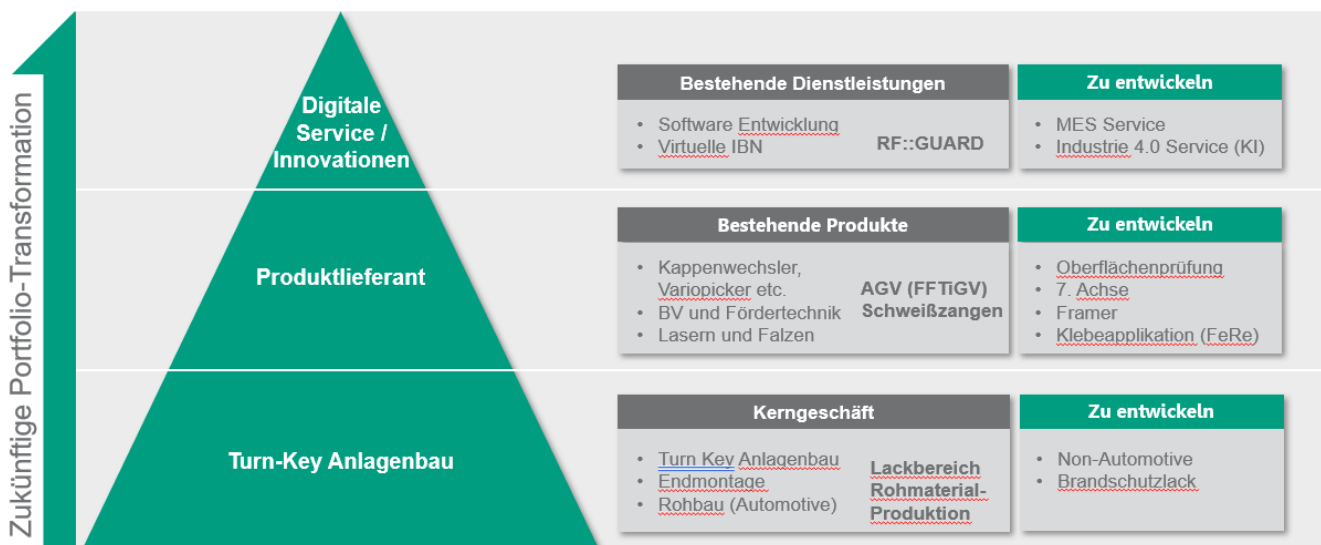 Zukünftige Portfolio-Transformation
Digitale
Service /
Innovationen
Bestehende Dienstleistungen
• Software Entwicklung
• Virtuelle IBN
RF::GUARD
Zu entwickeln
• MES Service
• Industrie 4.0 Service (KI)
Produktlieferant
Bestehende Produkte
• Kappenwechsler,
Variopicker etc.
• BV und Fördertechnik
• Lasern und Falzen
AGV (FFTiGV)
Schweißzangen
Zu entwickeln
• Oberflächenprüfung
• 7. Achse
• Framer
• Klebeapplikation (FeRe)
Turn-Key Anlagenbau
Kerngeschäft
• Turn Key Anlagenbau
• Endmontage
• Rohbau (Automotive)
Lackbereich
Rohmaterial-
Produktion
Zu entwickeln
• Non-Automotive
• Brandschutzlack